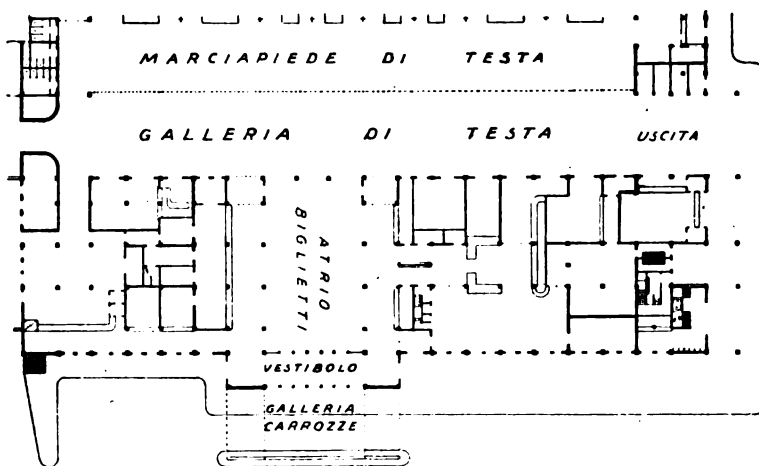 MARCIAPIEDE DI TESTA
GALLERIA DI TESTA USCITA
ATRIO
BIGLIETTI
VESTIBOLO
GALLERIA
CARROZZE